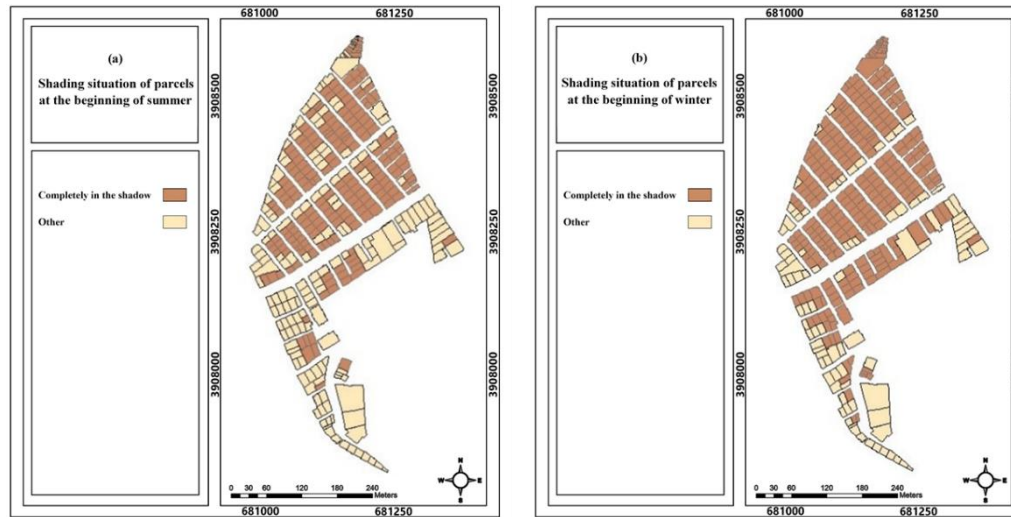 681000 681250
(a)
Shading situation of parcels
at the beginning of summer
Completely in the shadow
Other
3908500
3908250
3908000
N
W E
S
0 30 60 120 180 240
Meters
681000 681250
681000 681250
(b)
Shading situation of parcels
at the beginning of winter
Completely in the shadow
Other
3908500
3908250
3908000
N
W E
S
0 30 60 120 180 240
Meters
681000 681250